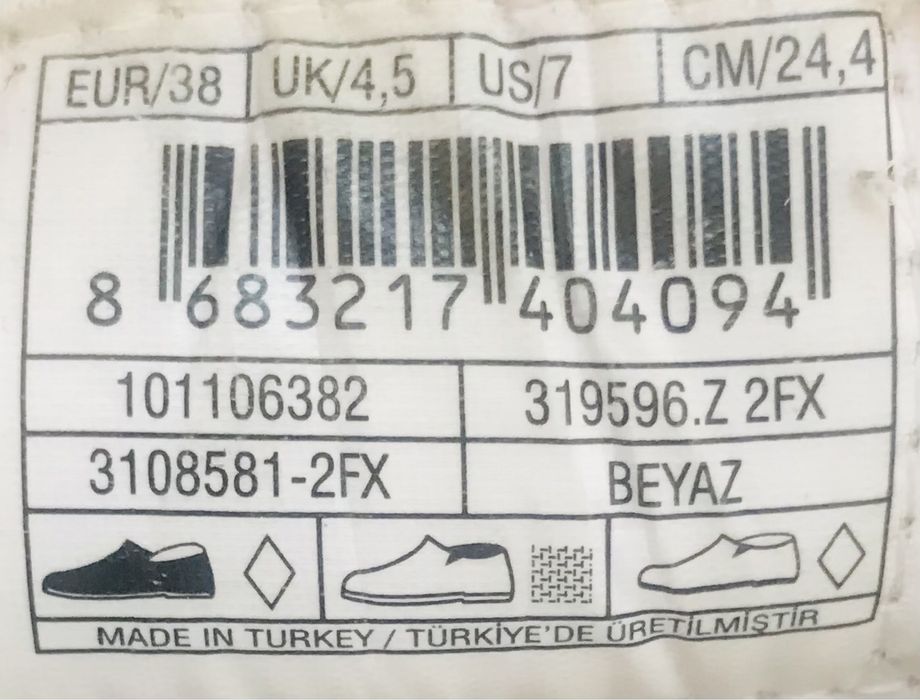 EUR/38 UK/4,5 US/7 CM/24,4
8 683217 404094
101106382 319596.Z 2FX
3108581-2FX BEYAZ
MADE IN TURKEY / TÜRKİYE'DE ÜRETİLMİŞTİR